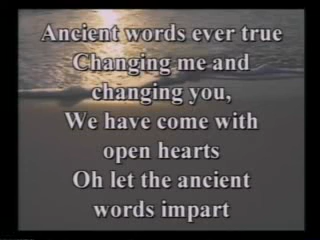 Ancient words ever true
Changing me and
changing you,
We have come with
open hearts
Oh let the ancient
words impart